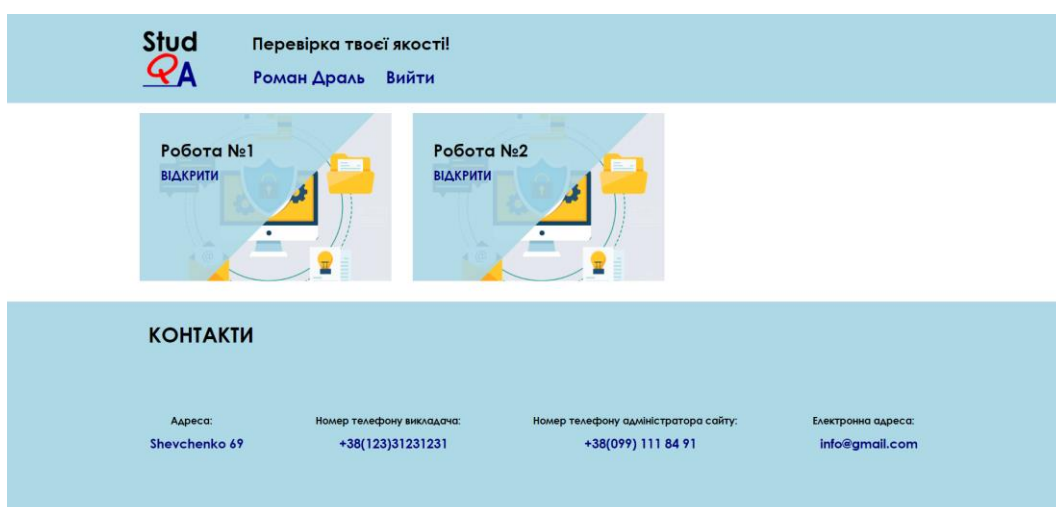 Stud
QA
Перевірка твоєї якості!
Роман Драль Вийти
Робота №1
ВІДКРИТИ
Робота №2
ВІДКРИТИ
КОНТАКТИ
Адреса:
Shevchenko 69
Номер телефону викладача:
+38(123)31231231
Номер телефону адміністратора сайту:
+38(099) 111 84 91
Електронна адреса:
info@gmail.com